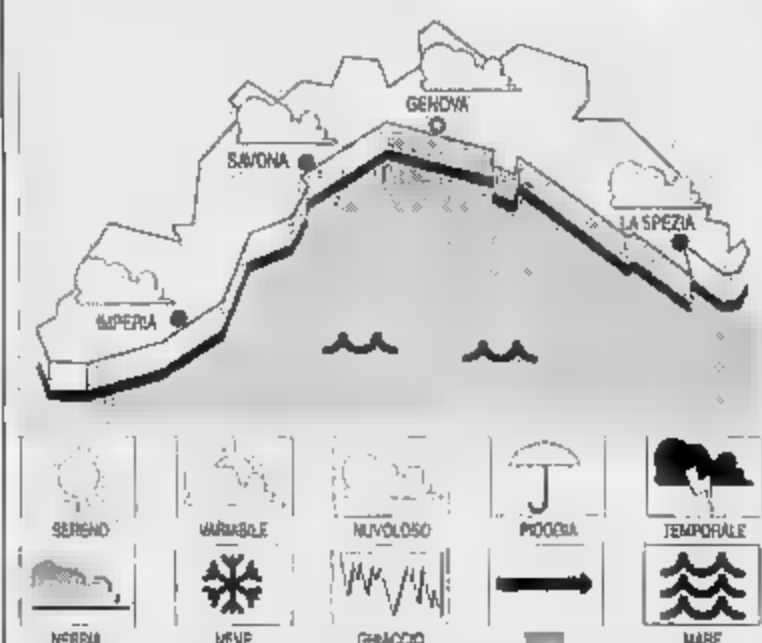 GENOVA
SAVONA
LA SPEZIA
IMPERIA
SERENO VARIABILE NUVOLOSO PIOGGIA TEMPORALE
NEBBIA NEVE GHIACCIO MARE